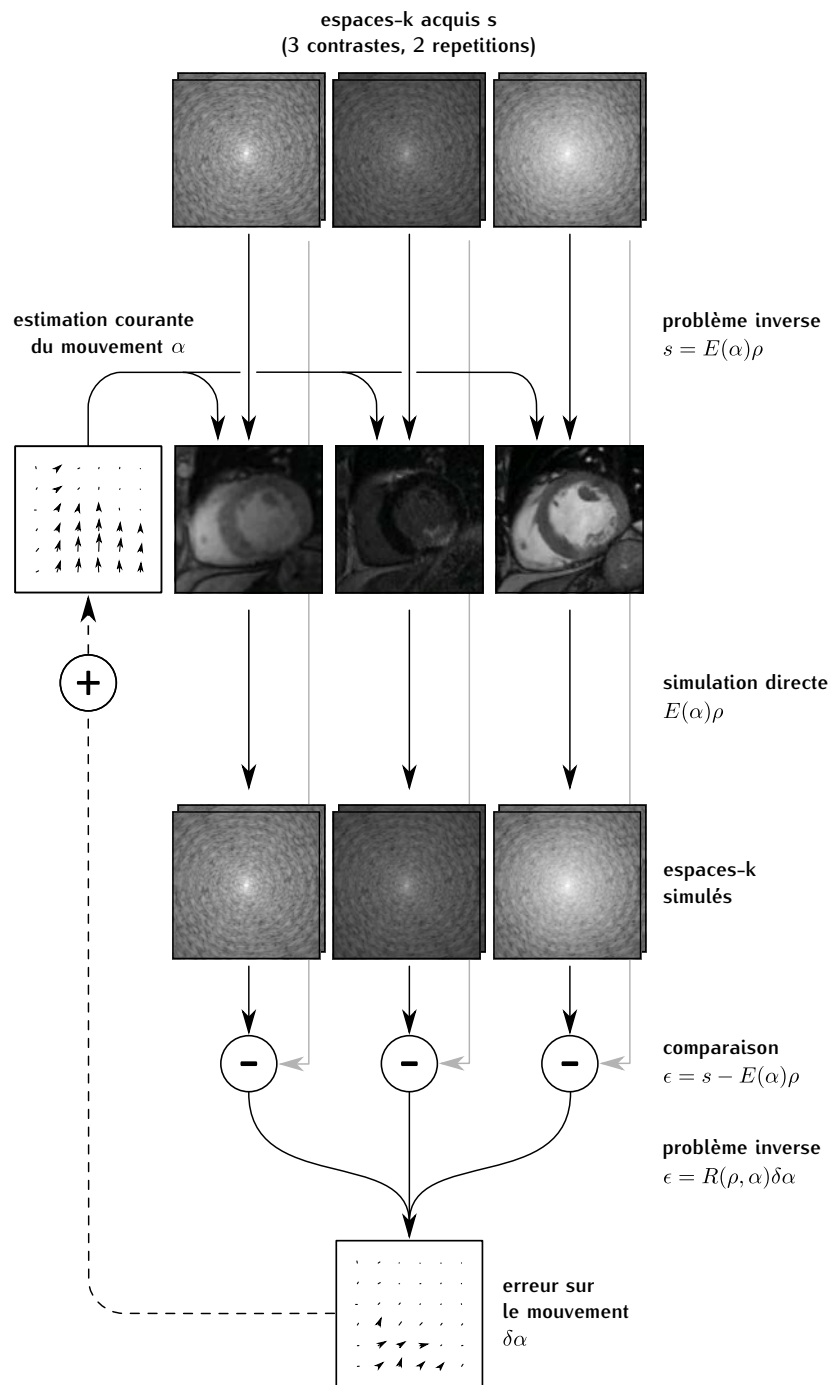 espaces-k acquis s
(3 contrastes, 2 repetitions)
estimation courante
du mouvement α
problème inverse
s = E(α)ρ
+
simulation directe
E(α)ρ
espaces-k
simulés
-
-
-
comparaison
ϵ = s − E(α)ρ
problème inverse
ϵ = R(ρ, α)δα
erreur sur
le mouvement
δα